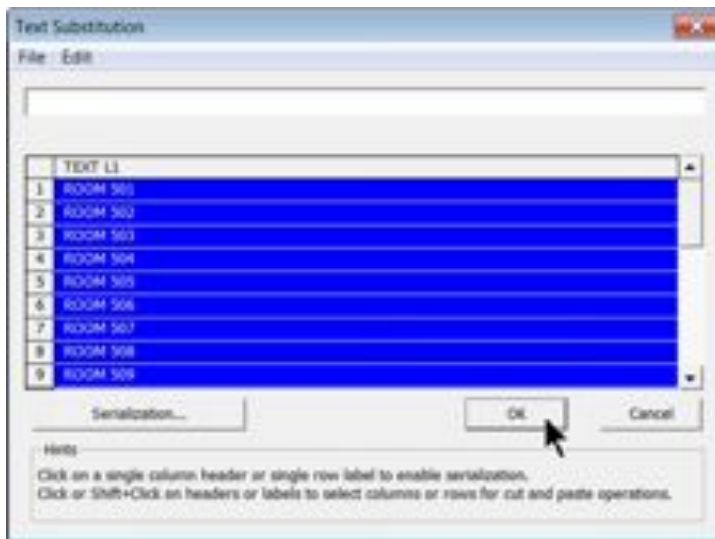 Text Substitution
File Edit
TEXT L1
1 ROOM 501
2 ROOM 502
3 ROOM 503
4 ROOM 504
5 ROOM 505
6 ROOM 506
7 ROOM 507
8 ROOM 508
9 ROOM 509
Serialization... OK Cancel
Hints
Click on a single column header or single row label to enable serialization.
Click or Shift+Click on headers or labels to select columns or rows for cut and paste operations.